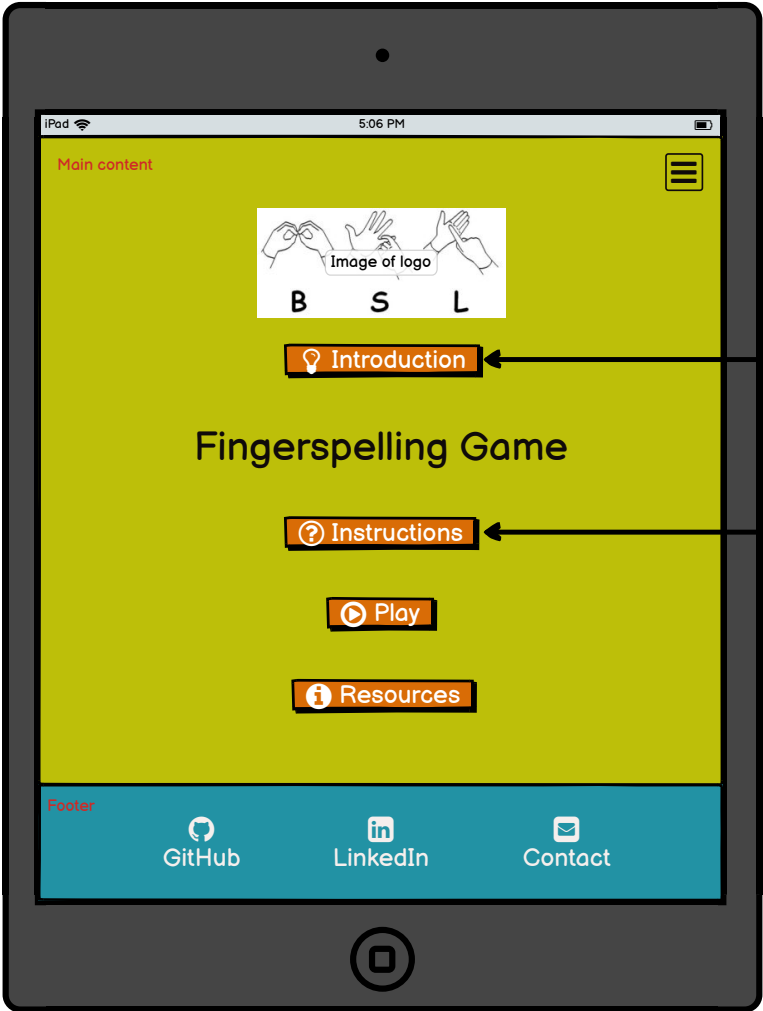 iPad 5:06 PM
Main content
Image of logo
B S L
Introduction
Fingerspelling Game
Instructions
Play
Resources
Footer
GitHub LinkedIn Contact